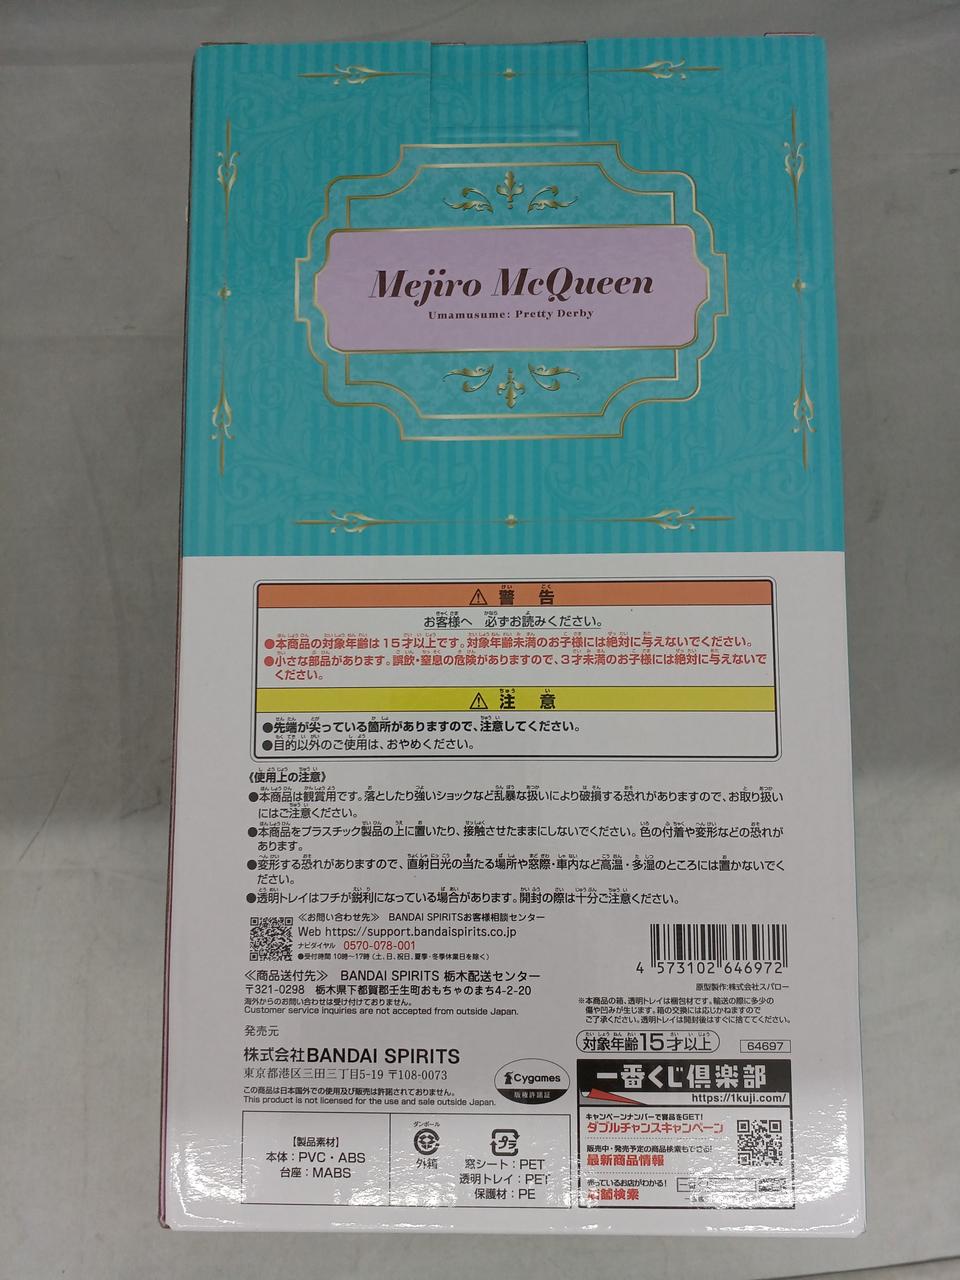 Mejiro McQueen
Umamusume: Pretty Derby
⚠警告
お客様へ 必ずお読みください。
●本商品の対象年齢は15才以上です。対象年齢未満のお子様には絶対に与えないでください。
●小さな部品があります。誤飲・窒息の危険がありますので、3才未満のお子様には絶対に与えないで
ください。
⚠注意
●先端が尖っている箇所がありますので、注意してください。
●目的以外のご使用は、おやめください。
《使用上の注意》
●本商品は観賞用です。落としたり強いショックなど乱暴な扱いにより破損する恐れがありますので、お取り扱い
にはご注意ください。
●本商品をプラスチック製品の上に置いたり、接触させたままにしないでください。色の付着や変形などの恐れが
あります。
●変形する恐れがありますので、直射日光の当たる場所や窓際・車内など高温・多湿のところには置かないでく
ださい。
●透明トレイはフチが鋭利になっている場合があります。開封の際は十分ご注意ください。
≪お問い合わせ先≫ BANDAI SPIRITSお客様相談センター
Web https://support.bandaispirits.co.jp
ナビダイヤル 0570-078-001
●受付時間 10時~17時(土、日、祝日、夏季・冬季休業日を除く)
≪商品送付先≫ BANDAI SPIRITS 栃木配送センター
〒321-0298 栃木県下都賀郡壬生町おもちゃのまち4-2-20
海外からのお問い合わせは受け付けておりません。
Customer service inquiries are not accepted from outside Japan.
発売元
株式会社BANDAI SPIRITS
東京都港区三田三丁目5-19 〒108-0073
この商品は日本国外での使用及び販売は許諾されておりません。
This product is not licensed for the use and sale outside Japan.
4 573102 646972
原型製作:株式会社スパロー
※本商品の箱、透明トレイは梱包材です。輸送の際に多少の
傷や凹みが生じます。箱の交換には応じかねますので
ご了承ください。透明トレイは開封後はすぐに捨ててください。
対象年齢15才以上
64697
Cygames
版権許諾証
一番くじ倶楽部
https://1kuji.com/
キャンペーンナンバーで賞品をGET!
ダブルチャンスキャンペーン
販売中・発売予定の商品検索もできる!
最新商品情報
売っているお店がわかる!
店舗検索
【製品素材】
本体:PVC・ABS
台座:MABS
ダンボール
外箱
プラ
窓シート:PET
透明トレイ:PET
保護材:PE